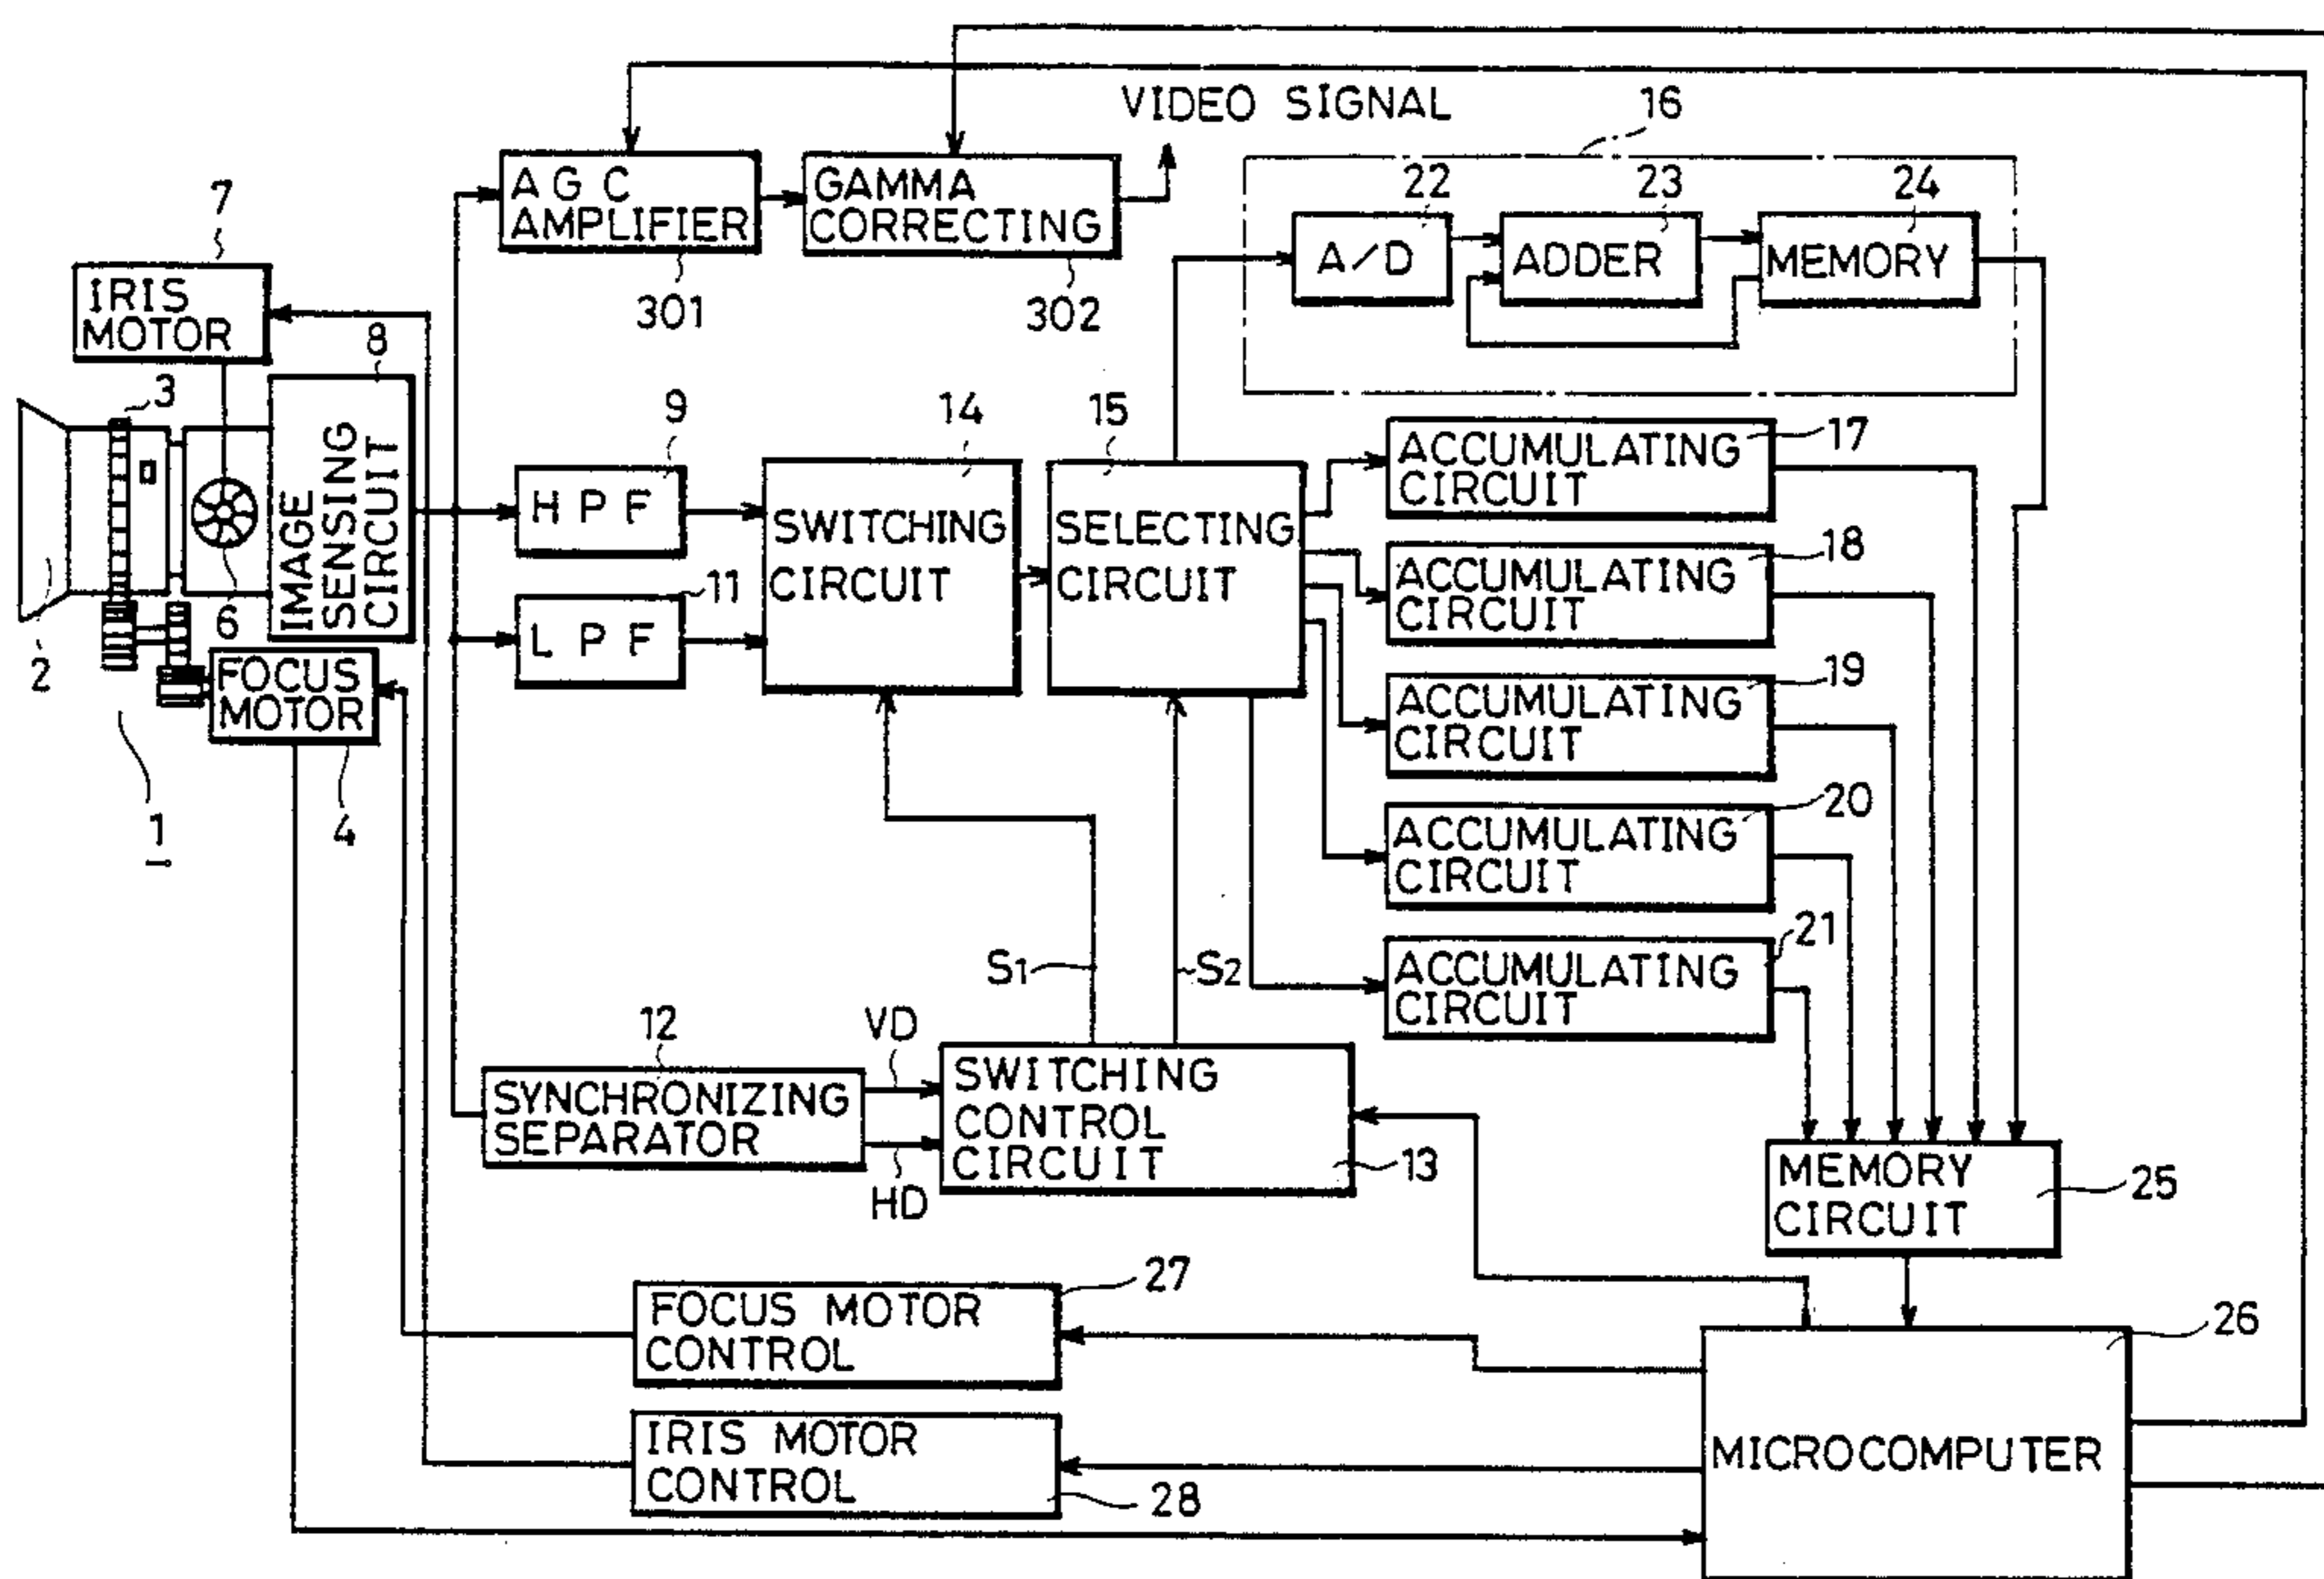 VIDEO SIGNAL
16
AGC
AMPLIFIER
301
GAMMA
CORRECTING
302
22
A/D
23
ADDER
24
MEMORY
7
IRIS
MOTOR
8
IMAGE
SENSING
CIRCUIT
3
2
6
1
FOCUS
MOTOR
4
9
HPF
11
LPF
14
SWITCHING
CIRCUIT
15
SELECTING
CIRCUIT
ACCUMULATING
CIRCUIT
17
ACCUMULATING
CIRCUIT
18
ACCUMULATING
CIRCUIT
19
ACCUMULATING
CIRCUIT
20
ACCUMULATING
CIRCUIT
21
S1
S2
12
SYNCHRONIZING
SEPARATOR
VD
HD
SWITCHING
CONTROL
CIRCUIT
13
MEMORY
CIRCUIT
25
27
FOCUS MOTOR
CONTROL
IRIS MOTOR
CONTROL
28
26
MICROCOMPUTER